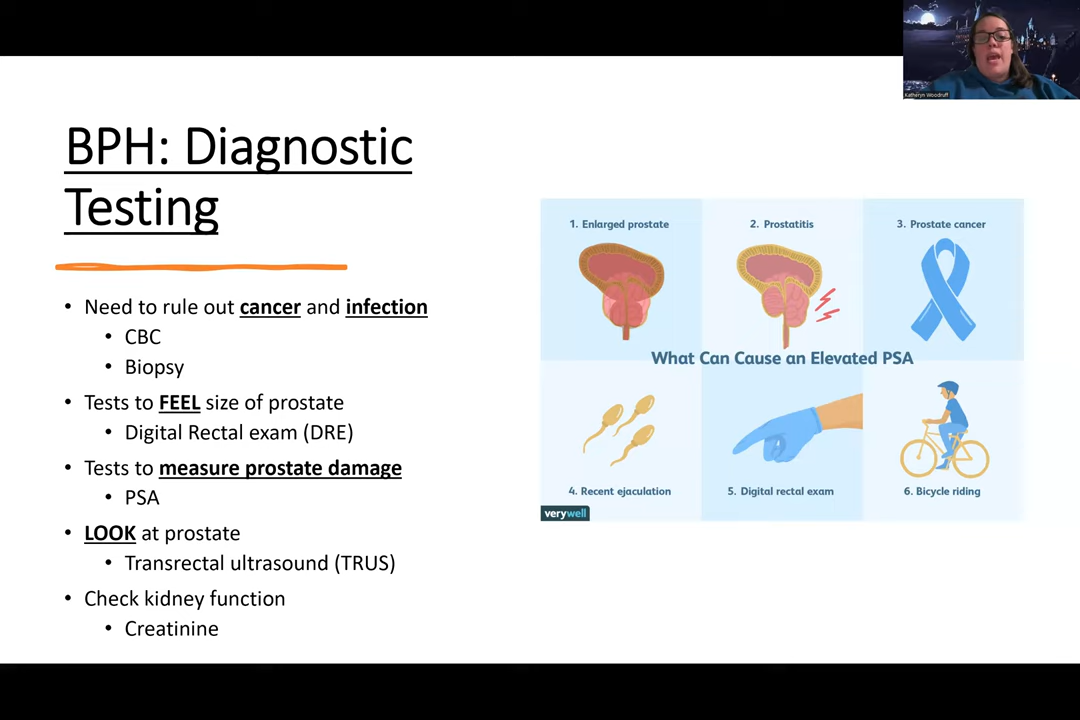 Katheryn Woodruff
BPH: Diagnostic
Testing
• Need to rule out cancer and infection
• CBC
• Biopsy
• Tests to FEEL size of prostate
• Digital Rectal exam (DRE)
• Tests to measure prostate damage
• PSA
• LOOK at prostate
• Transrectal ultrasound (TRUS)
• Check kidney function
• Creatinine
1. Enlarged prostate
2. Prostatitis
3. Prostate cancer
What Can Cause an Elevated PSA
4. Recent ejaculation
5. Digital rectal exam
6. Bicycle riding
verywell